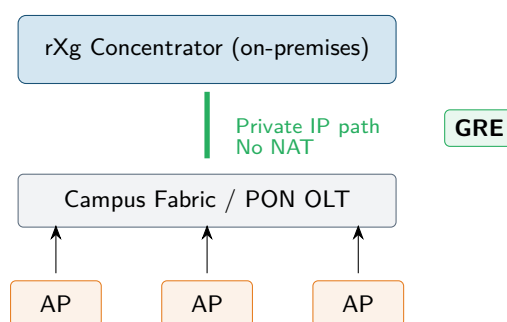 rXg Concentrator (on-premises)
Private IP path
No NAT
GRE
Campus Fabric / PON OLT
AP
AP
AP